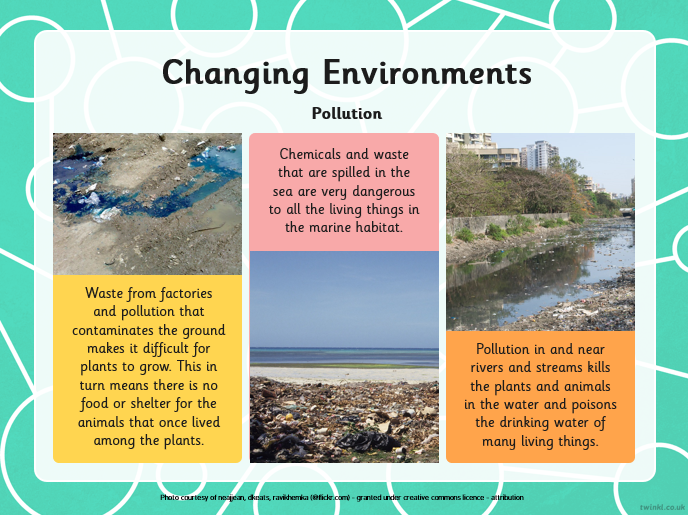 Changing Environments
Pollution
Waste from factories
and pollution that
contaminates the ground
makes it difficult for
plants to grow. This in
turn means there is no
food or shelter for the
animals that once lived
among the plants.
Chemicals and waste
that are spilled in the
sea are very dangerous
to all the living things in
the marine habitat.
Pollution in and near
rivers and streams kills
the plants and animals
in the water and poisons
the drinking water of
many living things.
Photo courtesy of neajjean, dkeats, ravikhemka (@flickr.com) - granted under creative commons licence - attribution
twinkl.co.uk